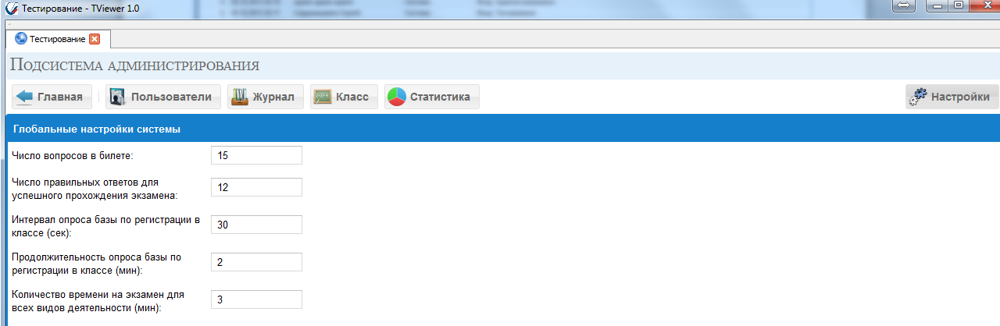 Тестирование - TViewer 1.0
Тестирование
Подсистема администрирования
Главная
Пользователи
Журнал
Класс
Статистика
Настройки
Глобальные настройки системы
Число вопросов в билете:
15
Число правильных ответов для
успешного прохождения экзамена:
12
Интервал опроса базы по регистрации в
классе (сек):
30
Продолжительность опроса базы по
регистрации в классе (мин):
2
Количество времени на экзамен для
всех видов деятельности (мин):
3